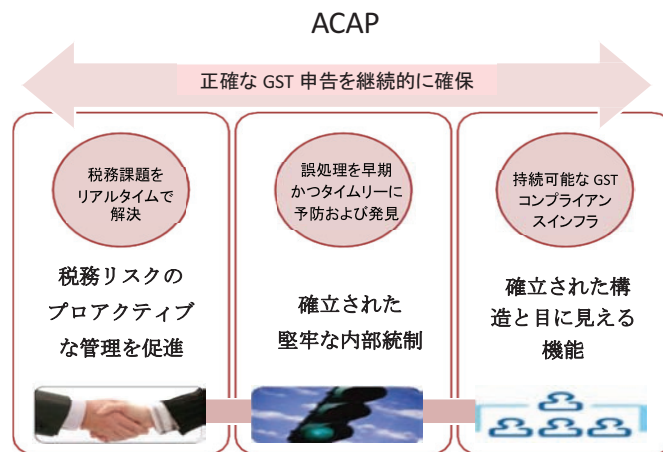 ACAP
正確な GST 申告を継続的に確保
税務課題を
リアルタイムで
解決
税務リスクの
プロアクティブ
な管理を促進
誤処理を早期
かつタイムリーに
予防および発見
確立された
堅牢な内部統制
持続可能な GST
コンプライアン
スインフラ
確立された構
造と目に見える
機能